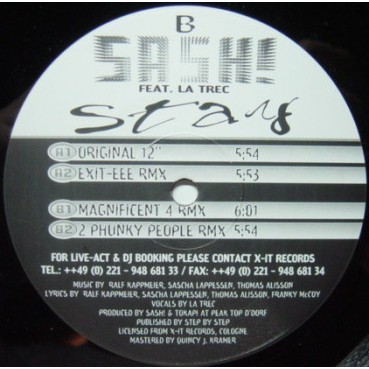 B
SASH!
FEAT. LA TREC
Stay
A1 ORIGINAL 12" 5:54
A2 EXIT-EEE RMX 5:53
B1 MAGNIFICENT 4 RMX 6:01
B2 2 PHUNKY PEOPLE RMX 5:54
FOR LIVE-ACT & DJ BOOKING PLEASE CONTACT X-IT RECORDS
TEL.: ++49 (0) 221 - 948 681 33 / FAX: ++49 (0) 221 - 948 681 34
MUSIC BY RALF KAPPMEIER, SASCHA LAPPESSEN, THOMAS ALISSON
LYRICS BY RALF KAPPMEIER, SASCHA LAPPESSEN, THOMAS ALISSON, FRANKY McCOY
VOCALS BY LA TREC
PRODUCED BY SASH! & TOKAPI AT PEAK TOP D'DORF
PUBLISHED BY STEP BY STEP
LICENSED FROM X-IT RECORDS, COLOGNE
MASTERED BY QUINCY J. KRAMER